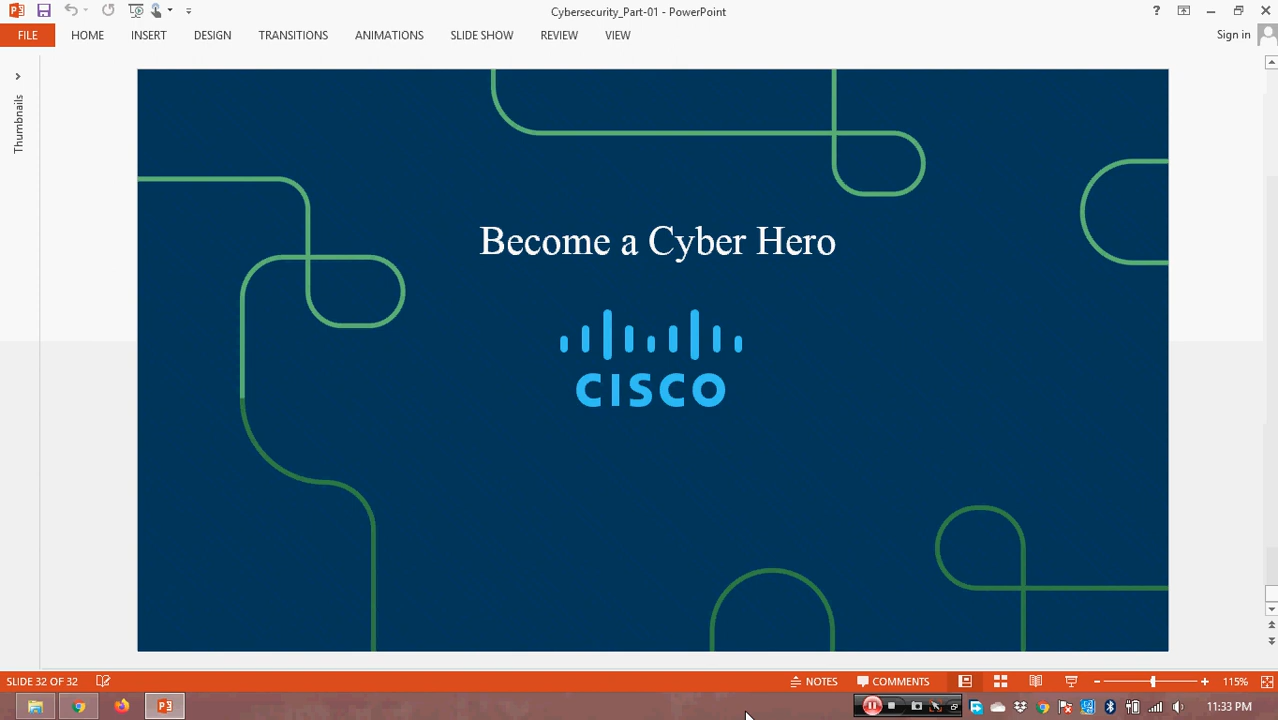 Cybersecurity_Part-01 - PowerPoint
?
FILE HOME INSERT DESIGN TRANSITIONS ANIMATIONS SLIDE SHOW REVIEW VIEW Sign in
Thumbnails
Become a Cyber Hero
CISCO
SLIDE 32 OF 32 NOTES COMMENTS 115%
P3 11:33 PM